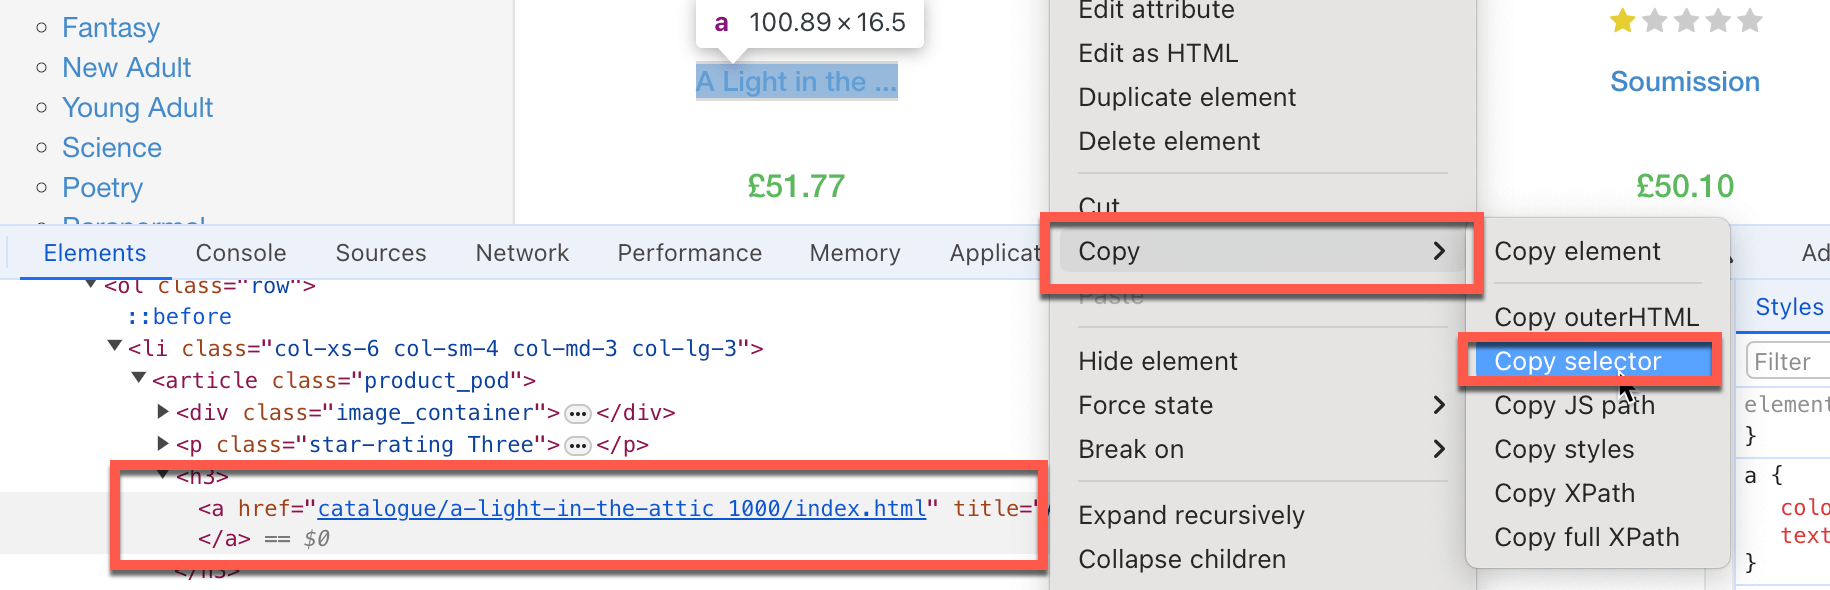 Fantasy
New Adult
Young Adult
Science
Poetry
Paranormal
a 100.89 × 16.5
A Light in the ...
£51.77
Soumission
£50.10
Elements Console Sources Network Performance Memory Applicat
<ol class="row">
::before
<li class="col-xs-6 col-sm-4 col-md-3 col-lg-3">
<article class="product_pod">
<div class="image_container">…</div>
<p class="star-rating Three">…</p>
<h3>
<a href="catalogue/a-light-in-the-attic_1000/index.html" title="
</a> == $0
</h3>
Edit attribute
Edit as HTML
Duplicate element
Delete element
Cut
Copy
Paste
Hide element
Force state
Break on
Expand recursively
Collapse children
Copy element
Copy outerHTML
Copy selector
Copy JS path
Copy styles
Copy XPath
Copy full XPath
Ad
Styles
Filter
element
}
a {
colo
text
}